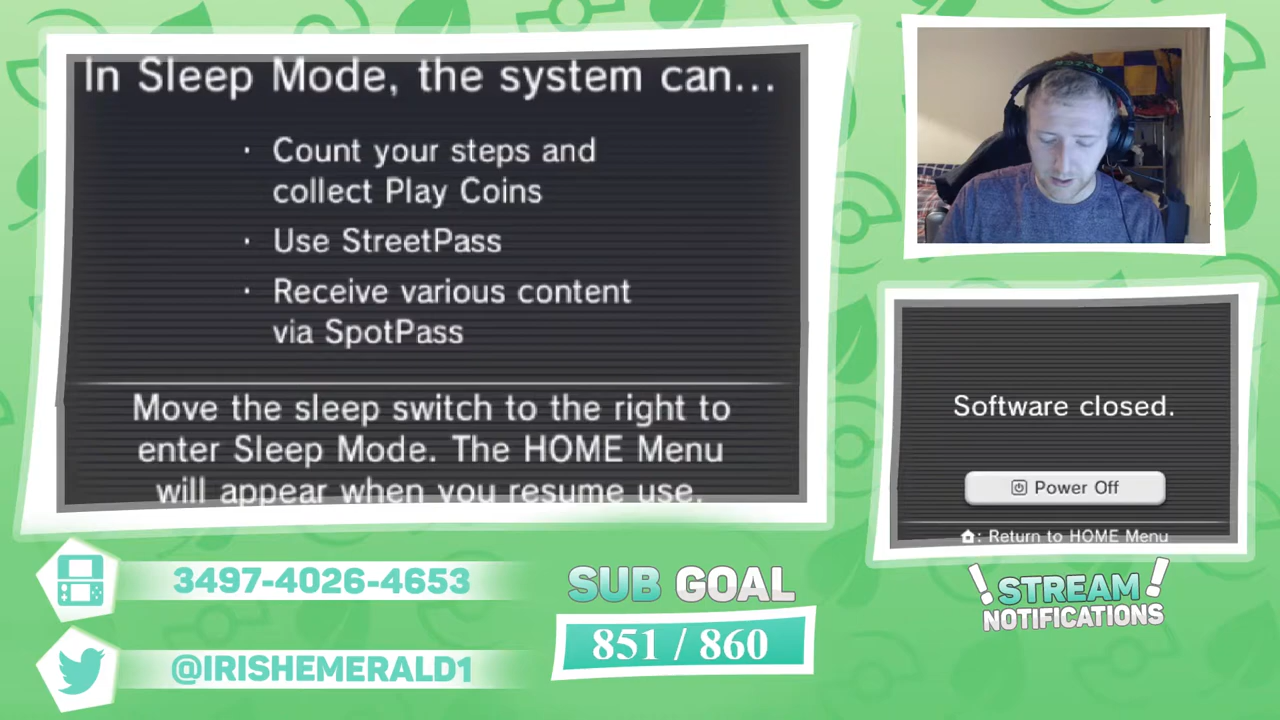 In Sleep Mode, the system can...
· Count your steps and
collect Play Coins
· Use StreetPass
· Receive various content
via SpotPass
Move the sleep switch to the right to
enter Sleep Mode. The HOME Menu
will appear when you resume use.
Software closed.
Power Off
: Return to HOME Menu
3497-4026-4653
@IRISHEMERALD1
SUB GOAL
851 / 860
! STREAM !
NOTIFICATIONS